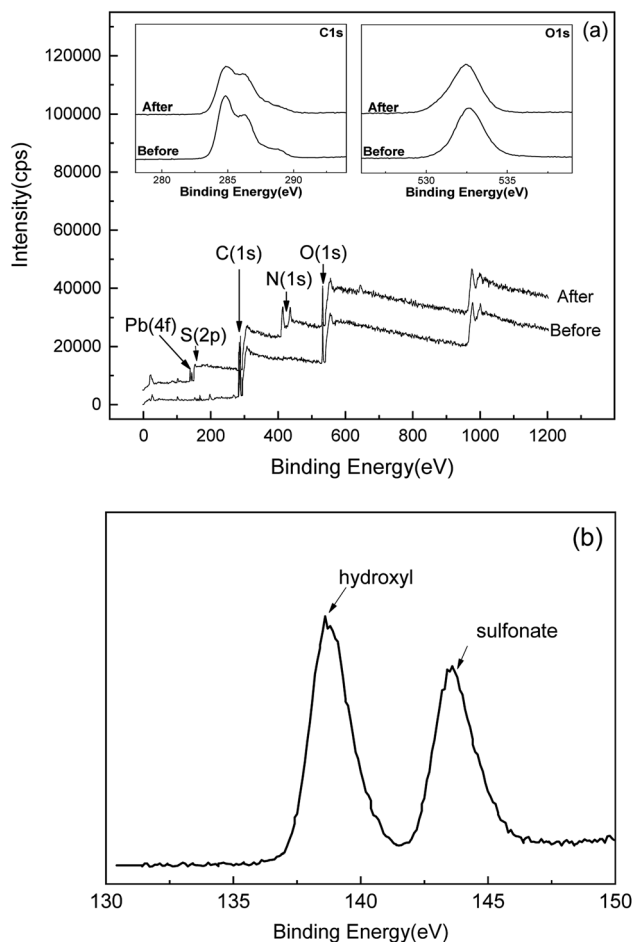 (a)
C1s
After
Before
280 285 290
Binding Energy(eV)
O1s
After
Before
530 535
Binding Energy(eV)
120000
100000
80000
60000
40000
20000
0
Intensity(cps)
Pb(4f)
S(2p)
C(1s)
N(1s)
O(1s)
After
Before
0 200 400 600 800 1000 1200
Binding Energy(eV)
(b)
hydroxyl
sulfonate
130 135 140 145 150
Binding Energy(eV)